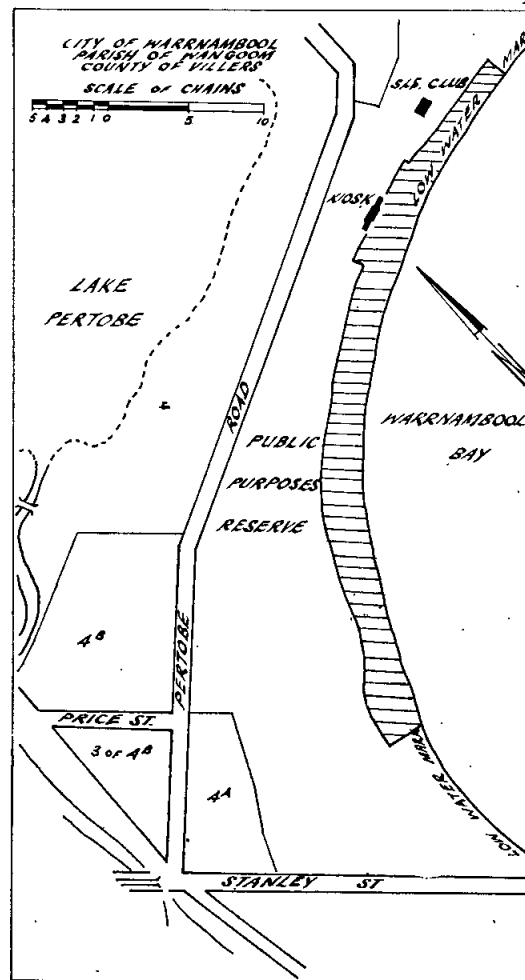 CITY OF WARRNAMBOOL
PARISH OF WANGOOM
COUNTY OF VILLERS
SCALE OF CHAINS
5 4 3 2 1 0 5 10
S.L.S. CLUB
LOW WATER MAR
KIOSK
LAKE
PERTOBE
PERTOBE ROAD
PUBLIC
PURPOSES
RESERVE
WARRNAMBOOL
BAY
4
4B
PRICE ST.
3 OF 4B
4A
LOW WATER MARK
STANLEY ST